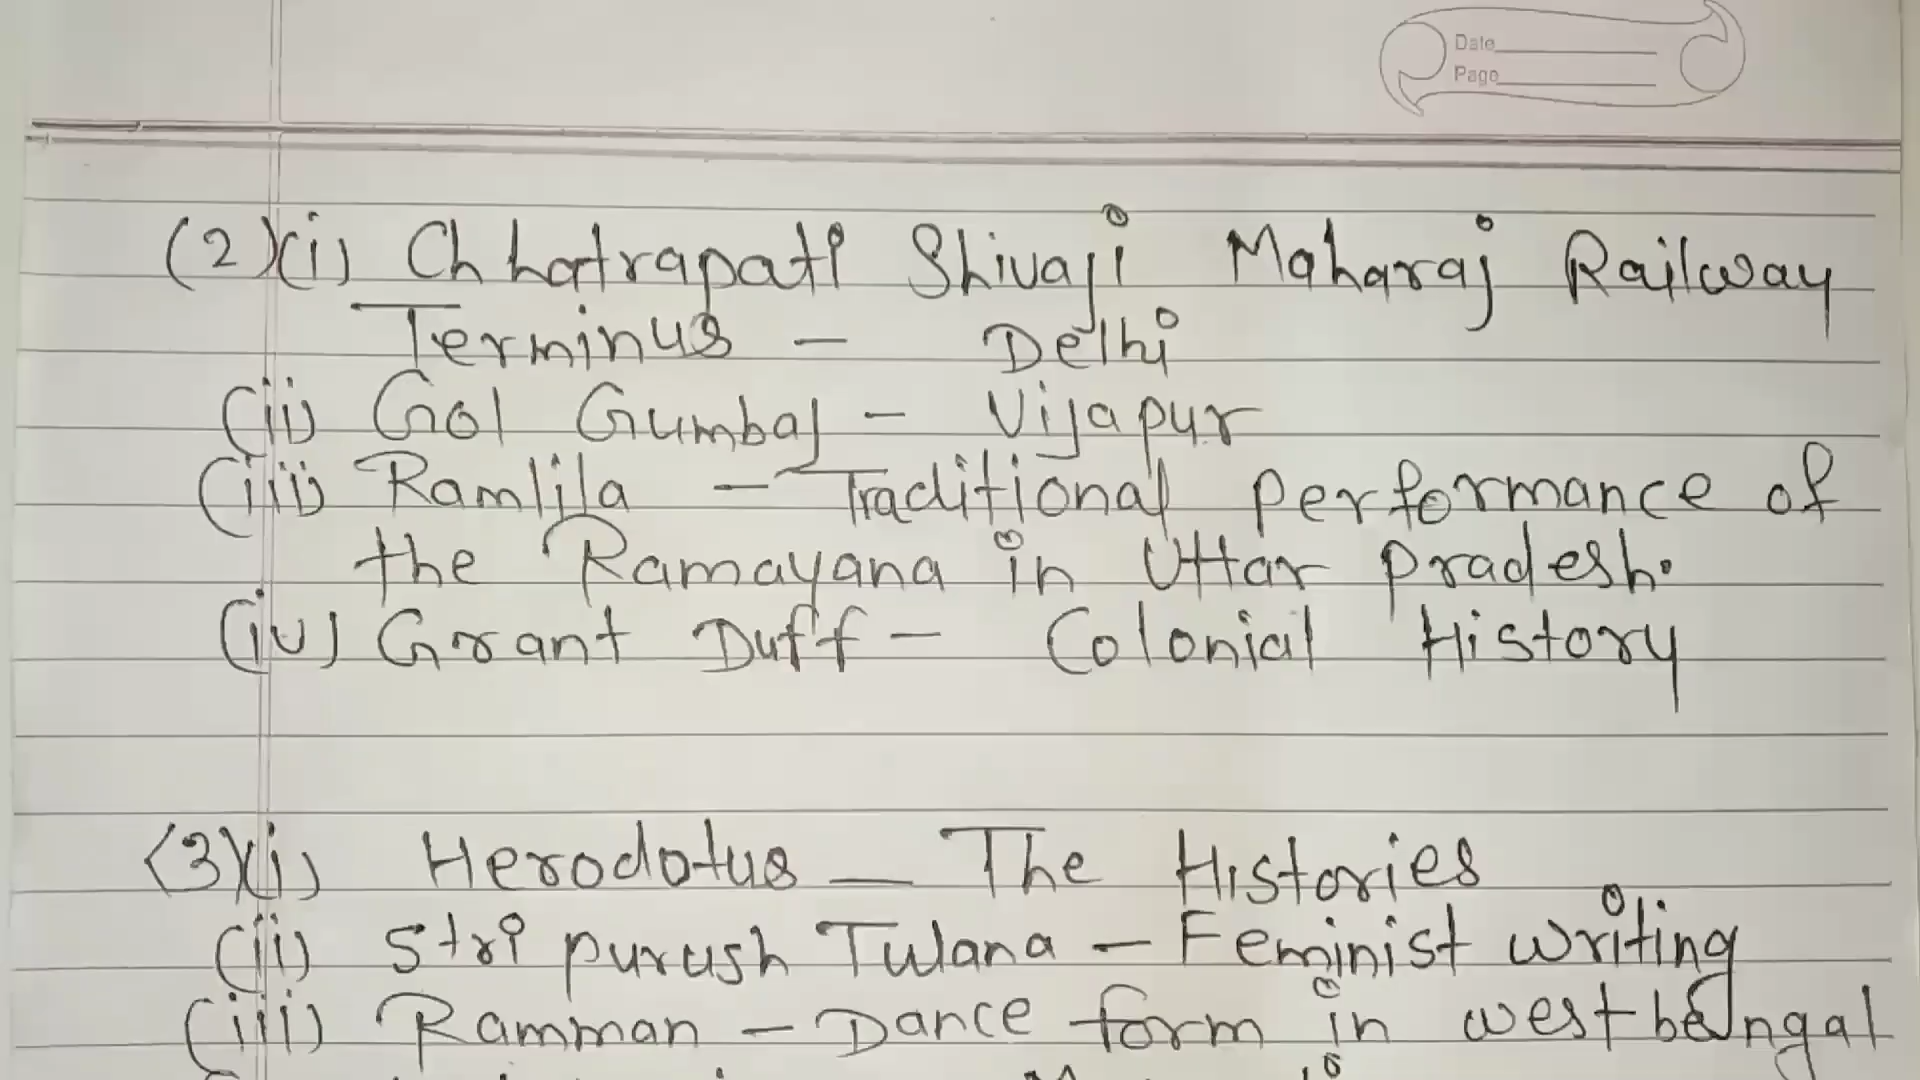 Date
Page
(2)(i) Chhatrapati Shivaji Maharaj Railway
Terminus - Delhi
(ii) Gol Gumbaj - Vijapur
(iii) Ramlila - Traditional performance of
the Ramayana in Uttar pradesh.
(iv) Grant Duff - Colonial History
(3)(i) Herodotus - The Histories
(ii) Stri purush Tulana - Feminist writing
(iii) Ramman - Dance form in west bengal